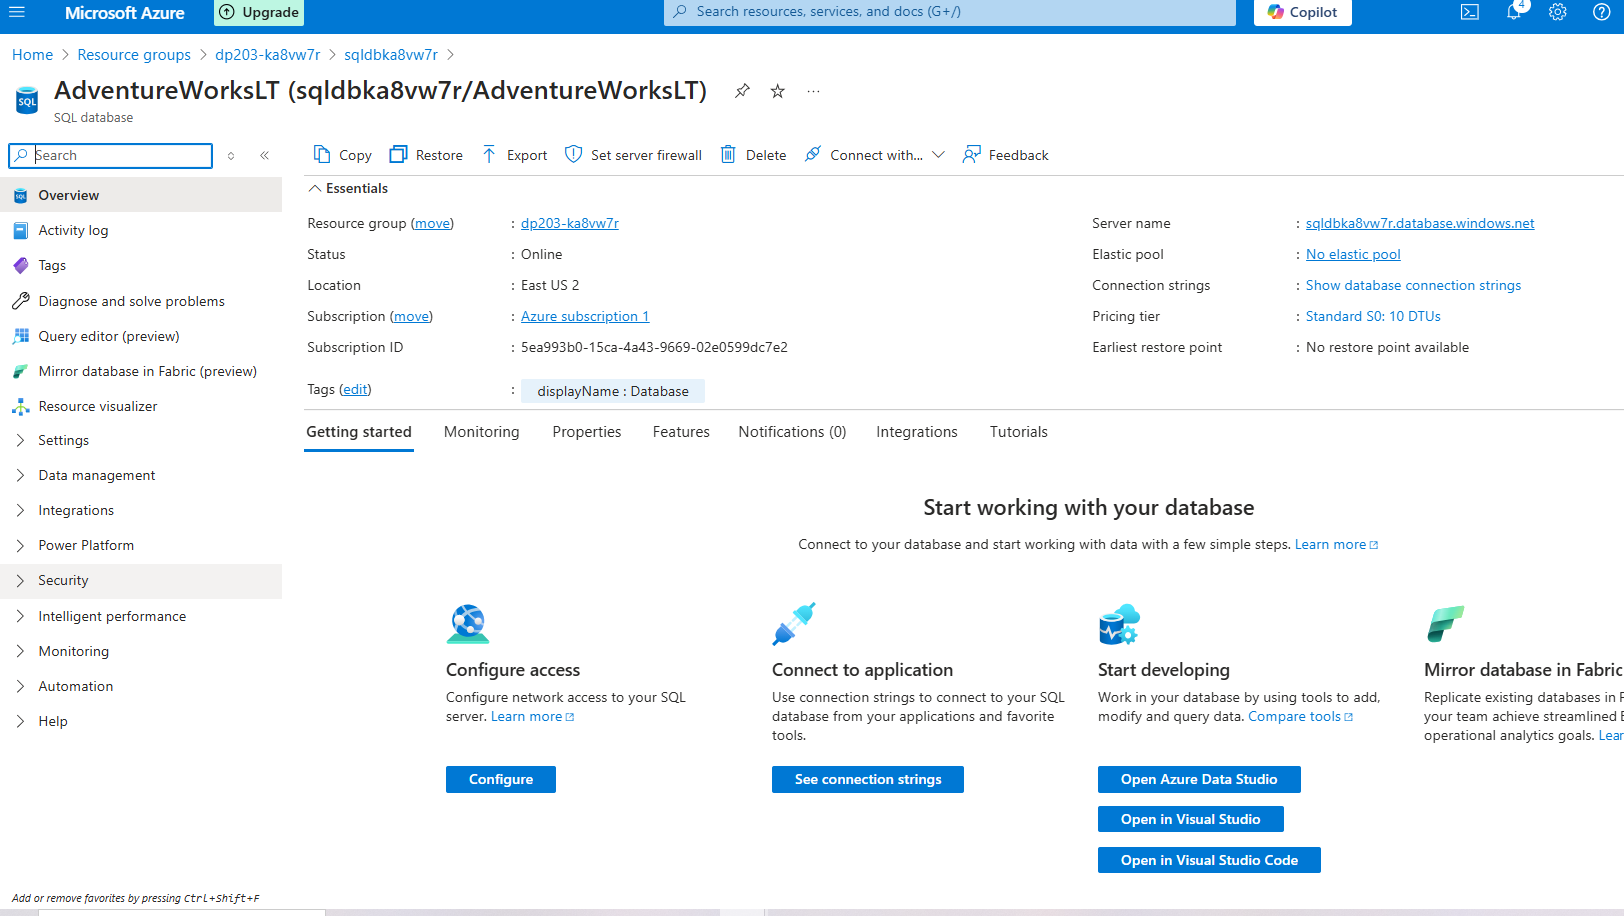 Microsoft Azure
Upgrade
Search resources, services, and docs (G+/)
Copilot
4
Home > Resource groups > dp203-ka8vw7r > sqldbka8vw7r >
AdventureWorksLT (sqldbka8vw7r/AdventureWorksLT)
SQL
SQL database
Search
Copy
Restore
Export
Set server firewall
Delete
Connect with...
Feedback
Overview
Activity log
Tags
Diagnose and solve problems
Query editor (preview)
Mirror database in Fabric (preview)
Resource visualizer
Settings
Data management
Integrations
Power Platform
Security
Intelligent performance
Monitoring
Automation
Help
Add or remove favorites by pressing Ctrl+Shift+F
Essentials
Resource group (move) : dp203-ka8vw7r
Status : Online
Location : East US 2
Subscription (move) : Azure subscription 1
Subscription ID : 5ea993b0-15ca-4a43-9669-02e0599dc7e2
Tags (edit) : displayName : Database
Server name : sqldbka8vw7r.database.windows.net
Elastic pool : No elastic pool
Connection strings : Show database connection strings
Pricing tier : Standard S0: 10 DTUs
Earliest restore point : No restore point available
Getting started
Monitoring
Properties
Features
Notifications (0)
Integrations
Tutorials
Start working with your database
Connect to your database and start working with data with a few simple steps. Learn more
Configure access
Configure network access to your SQL
server. Learn more
Configure
Connect to application
Use connection strings to connect to your SQL
database from your applications and favorite
tools.
See connection strings
Start developing
Work in your database by using tools to add,
modify and query data. Compare tools
Open Azure Data Studio
Open in Visual Studio
Open in Visual Studio Code
Mirror database in Fabric
Replicate existing databases in F
your team achieve streamlined E
operational analytics goals. Lear